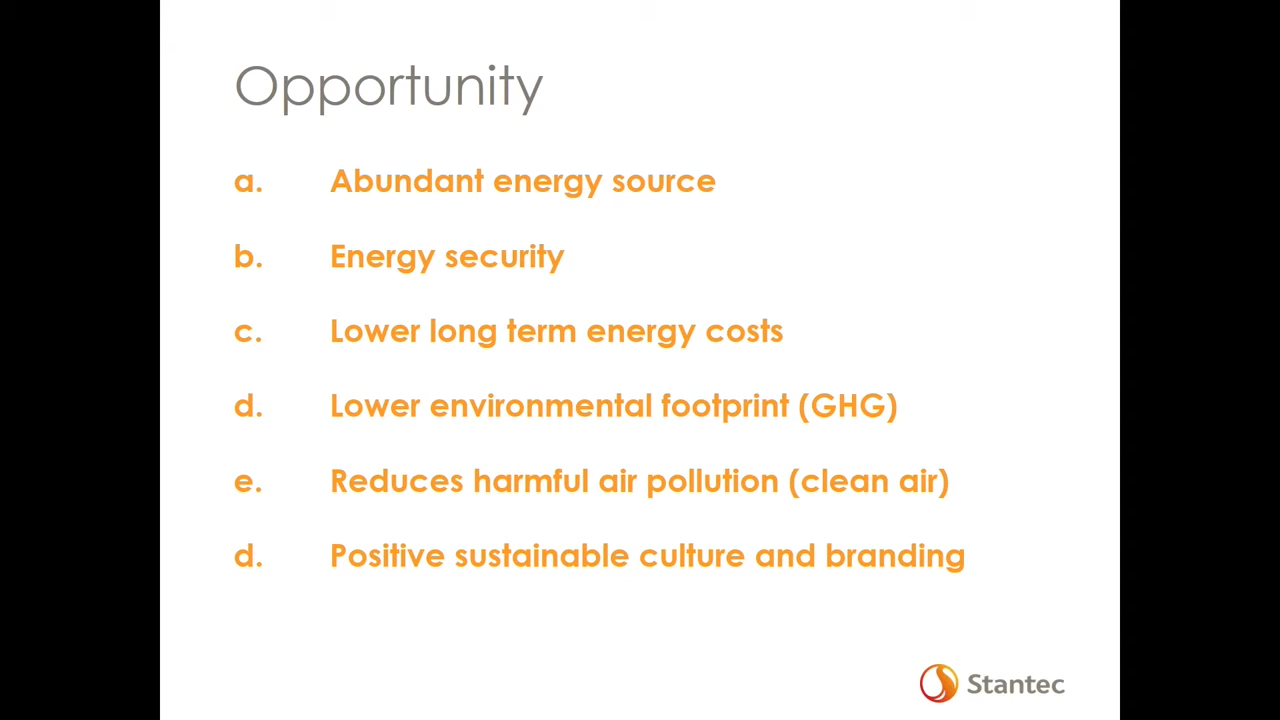 Opportunity
a. Abundant energy source
b. Energy security
c. Lower long term energy costs
d. Lower environmental footprint (GHG)
e. Reduces harmful air pollution (clean air)
d. Positive sustainable culture and branding
Stantec